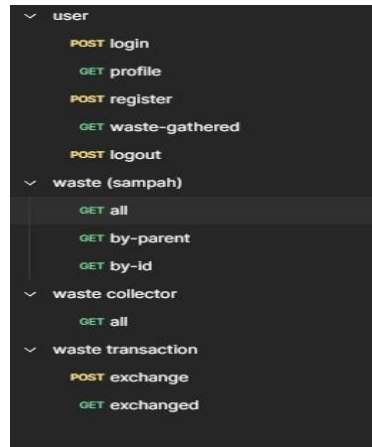 user
POST login
GET profile
POST register
GET waste-gathered
POST logout
waste (sampah)
GET all
GET by-parent
GET by-id
waste collector
GET all
waste transaction
POST exchange
GET exchanged